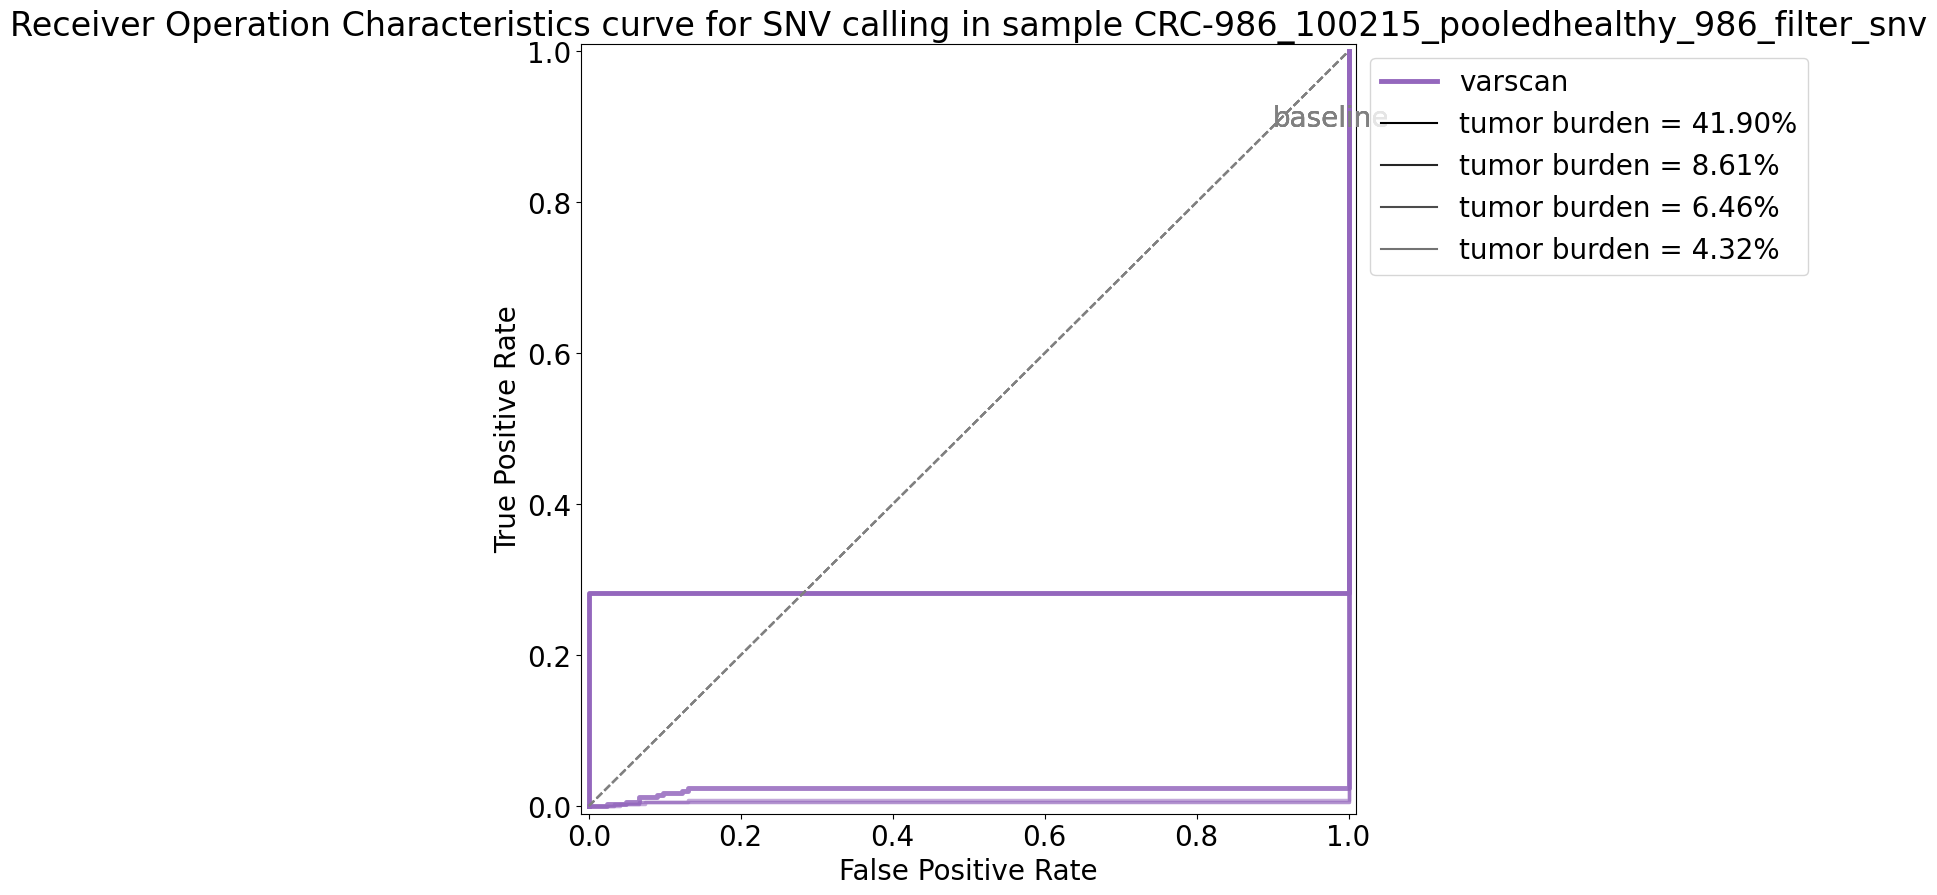 Receiver Operation Characteristics curve for SNV calling in sample CRC-986_100215_pooledhealthy_986_filter_snv
1.0
0.8
0.6
0.4
0.2
0.0
True Positive Rate
baseline
0.0 0.2 0.4 0.6 0.8 1.0
False Positive Rate
varscan
tumor burden = 41.90%
tumor burden = 8.61%
tumor burden = 6.46%
tumor burden = 4.32%